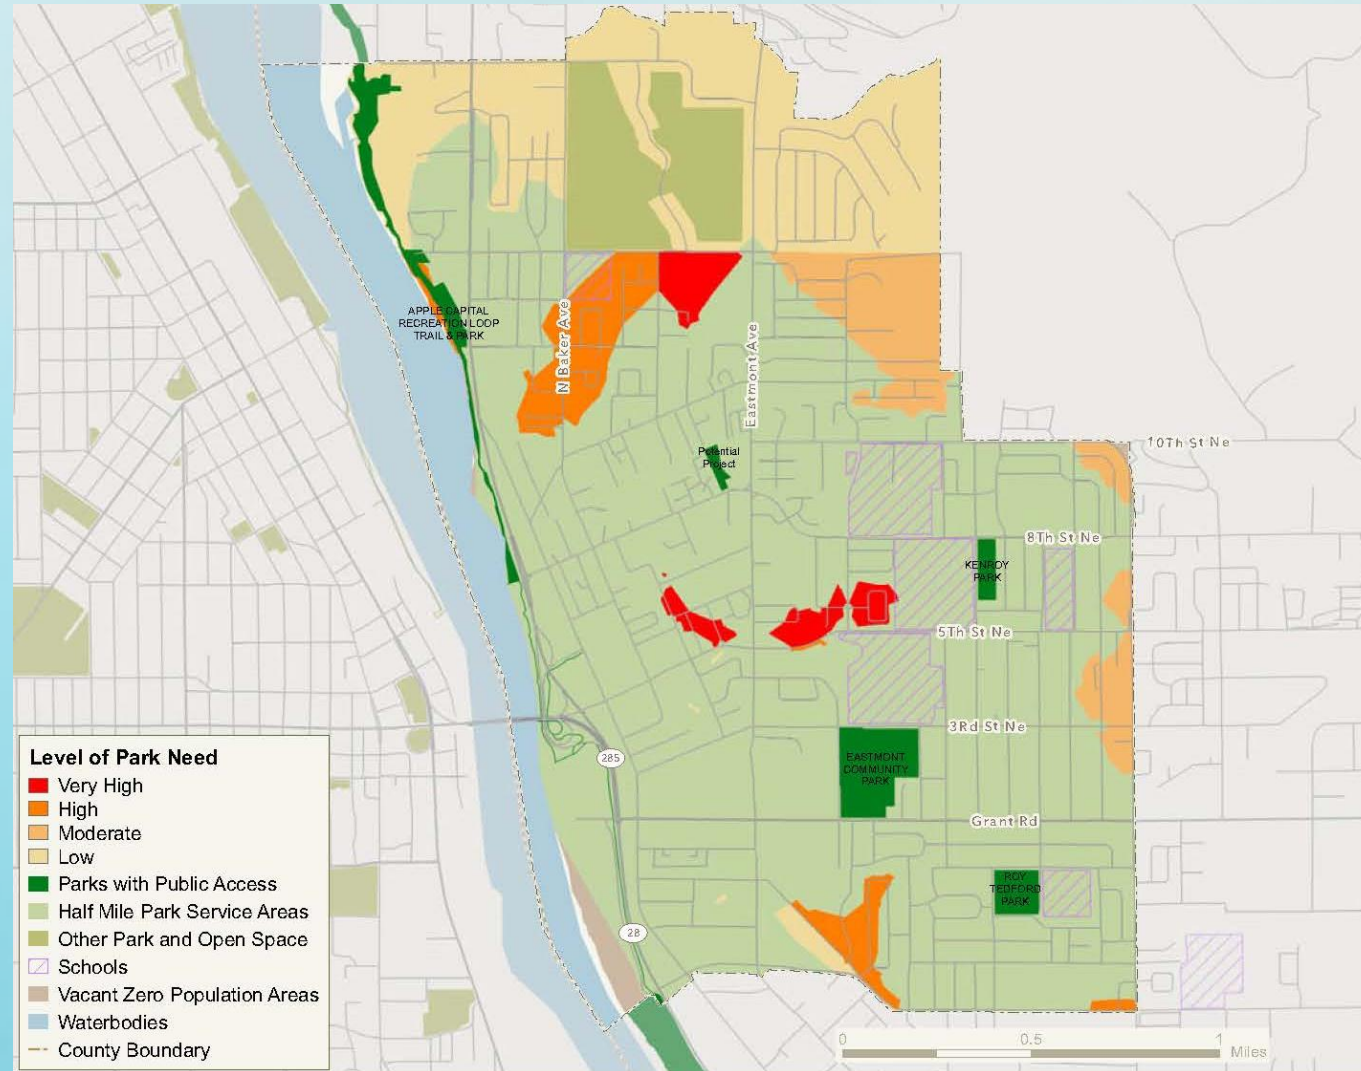 APPLE CAPITAL
RECREATION LOOP
TRAIL & PARK
N Baker Ave
Eastmont Ave
Potential
Project
10Th St Ne
8Th St Ne
KENROY
PARK
5Th St Ne
3Rd St Ne
EASTMONT
COMMUNITY
PARK
285
Grant Rd
ROY
TEDFORD
PARK
28
Level of Park Need
Very High
High
Moderate
Low
Parks with Public Access
Half Mile Park Service Areas
Other Park and Open Space
Schools
Vacant Zero Population Areas
Waterbodies
County Boundary
0 0.5 1
Miles